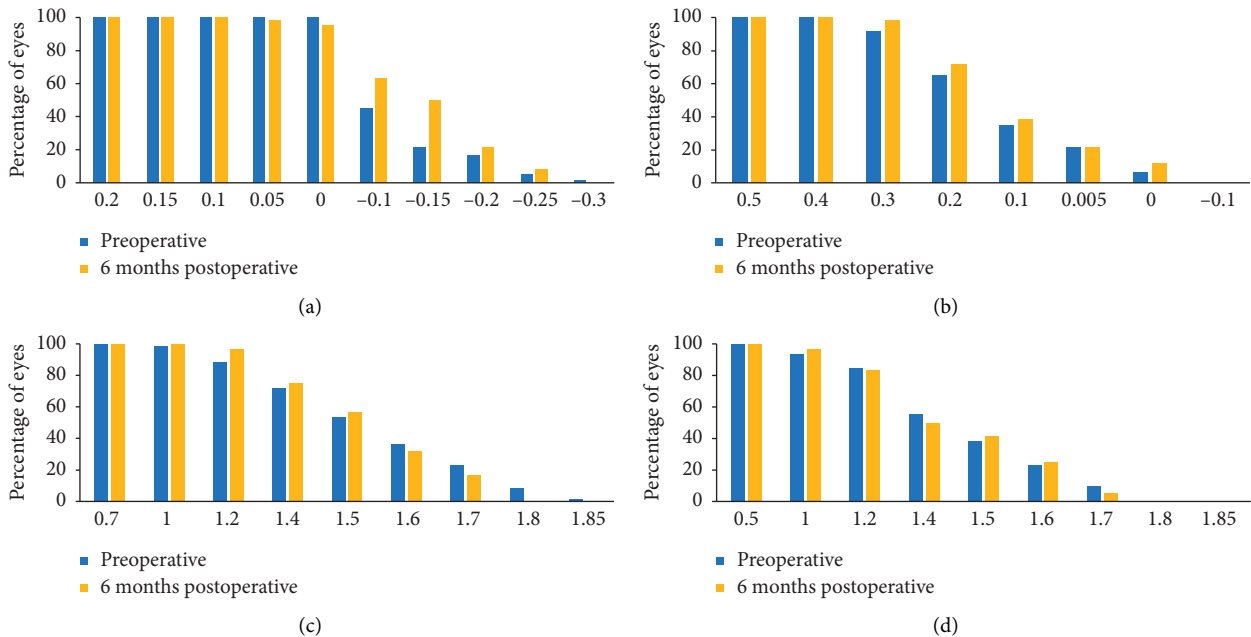 Percentage of eyes
100
80
60
40
20
0
0.2 0.15 0.1 0.05 0 –0.1 –0.15 –0.2 –0.25 –0.3
Preoperative
6 months postoperative
(a)
Percentage of eyes
100
80
60
40
20
0
0.5 0.4 0.3 0.2 0.1 0.005 0 –0.1
Preoperative
6 months postoperative
(b)
Percentage of eyes
100
80
60
40
20
0
0.7 1 1.2 1.4 1.5 1.6 1.7 1.8 1.85
Preoperative
6 months postoperative
(c)
Percentage of eyes
100
80
60
40
20
0
0.5 1 1.2 1.4 1.5 1.6 1.7 1.8 1.85
Preoperative
6 months postoperative
(d)